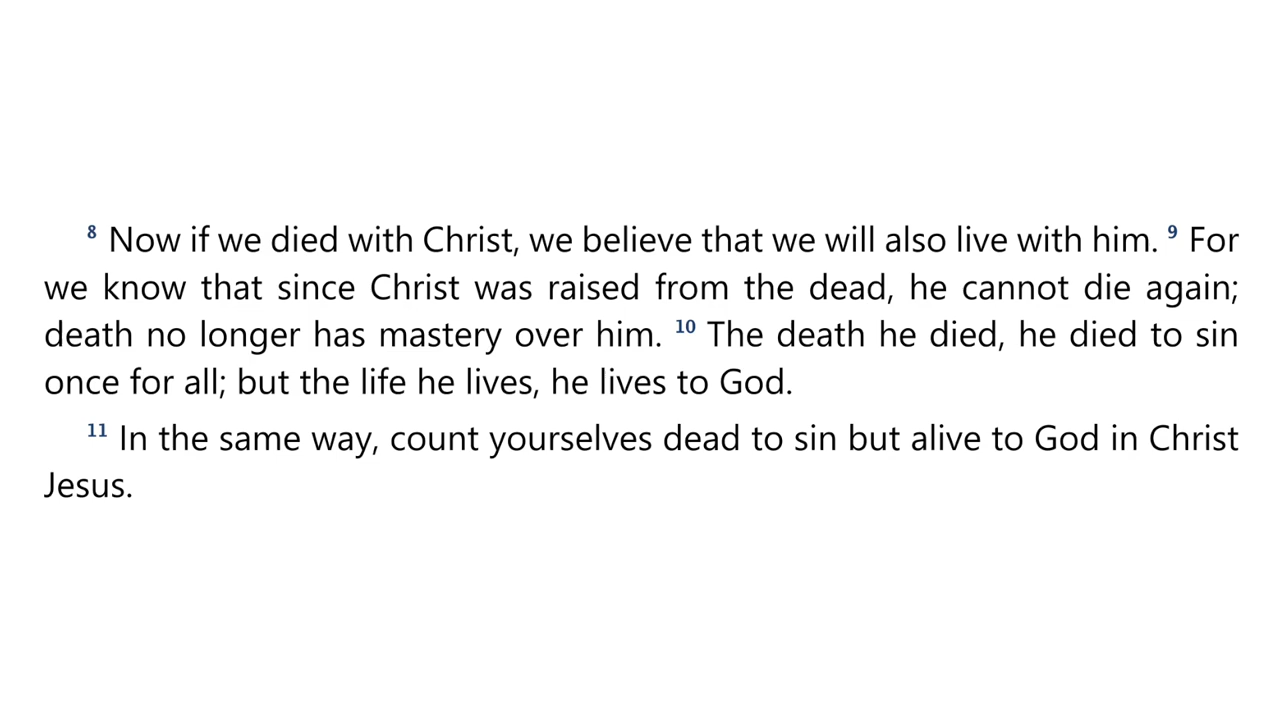 8 Now if we died with Christ, we believe that we will also live with him. 9 For
we know that since Christ was raised from the dead, he cannot die again;
death no longer has mastery over him. 10 The death he died, he died to sin
once for all; but the life he lives, he lives to God.
11 In the same way, count yourselves dead to sin but alive to God in Christ
Jesus.